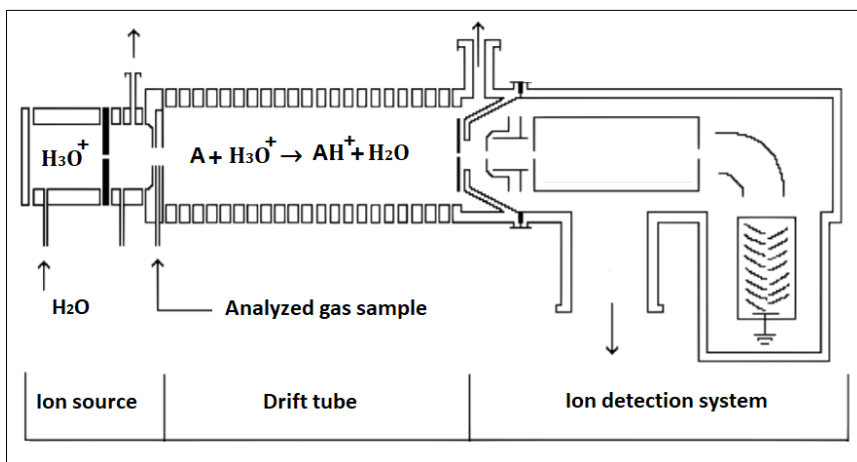 H₃O⁺
A + H₃O⁺ → AH⁺ + H₂O
H₂O
Analyzed gas sample
Ion source
Drift tube
Ion detection system